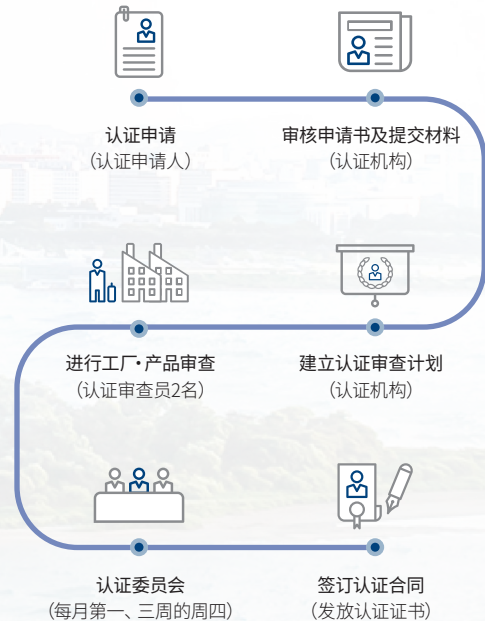 认证申请
（认证申请人）
审核申请书及提交材料
（认证机构）
建立认证审查计划
（认证机构）
进行工厂·产品审查
（认证审查员2名）
认证委员会
（每月第一、三周的周四）
签订认证合同
（发放认证证书）